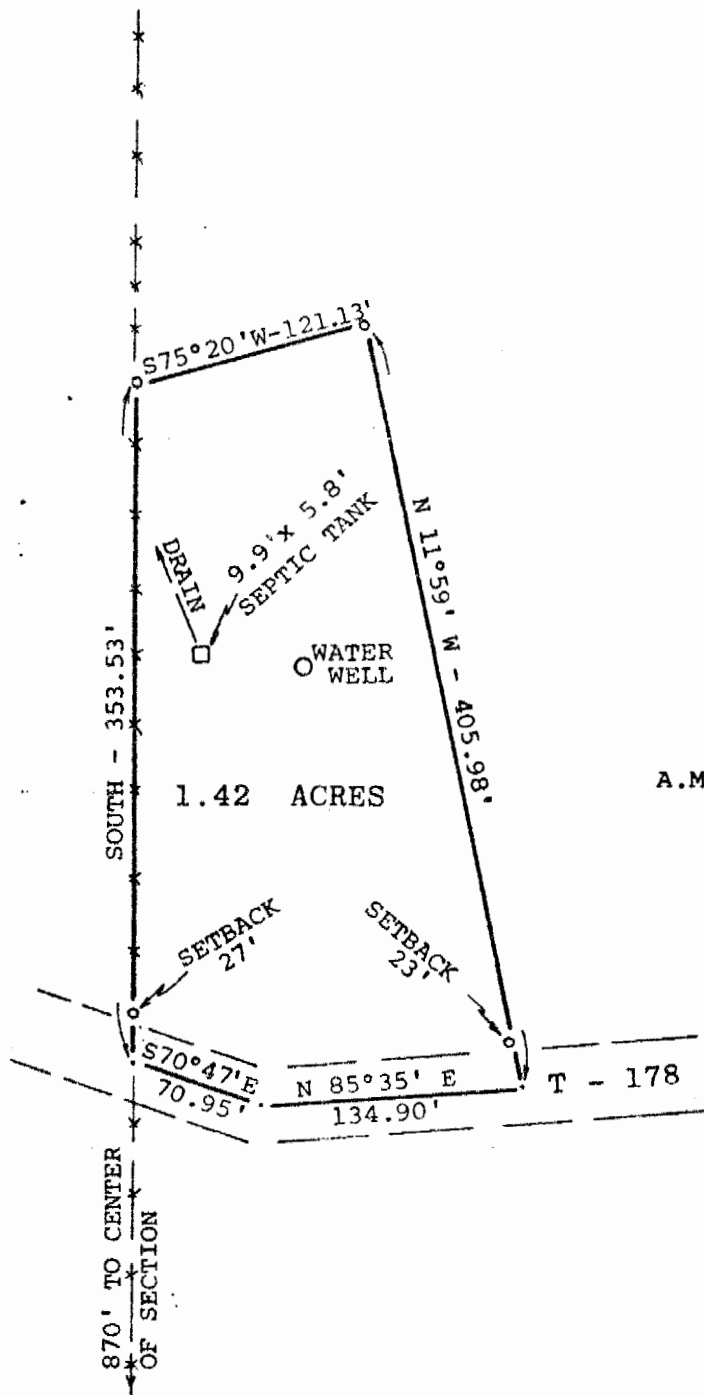 S75°20'W-121.13'
N 11°59' W - 405.98'
9.9'x 5.8'
SEPTIC TANK
DRAIN
WATER
WELL
SOUTH - 353.53'
1.42 ACRES
A.M
SETBACK
27'
SETBACK
23'
S70°47'E
70.95'
N 85°35' E
134.90'
T - 178
870' TO CENTER
OF SECTION